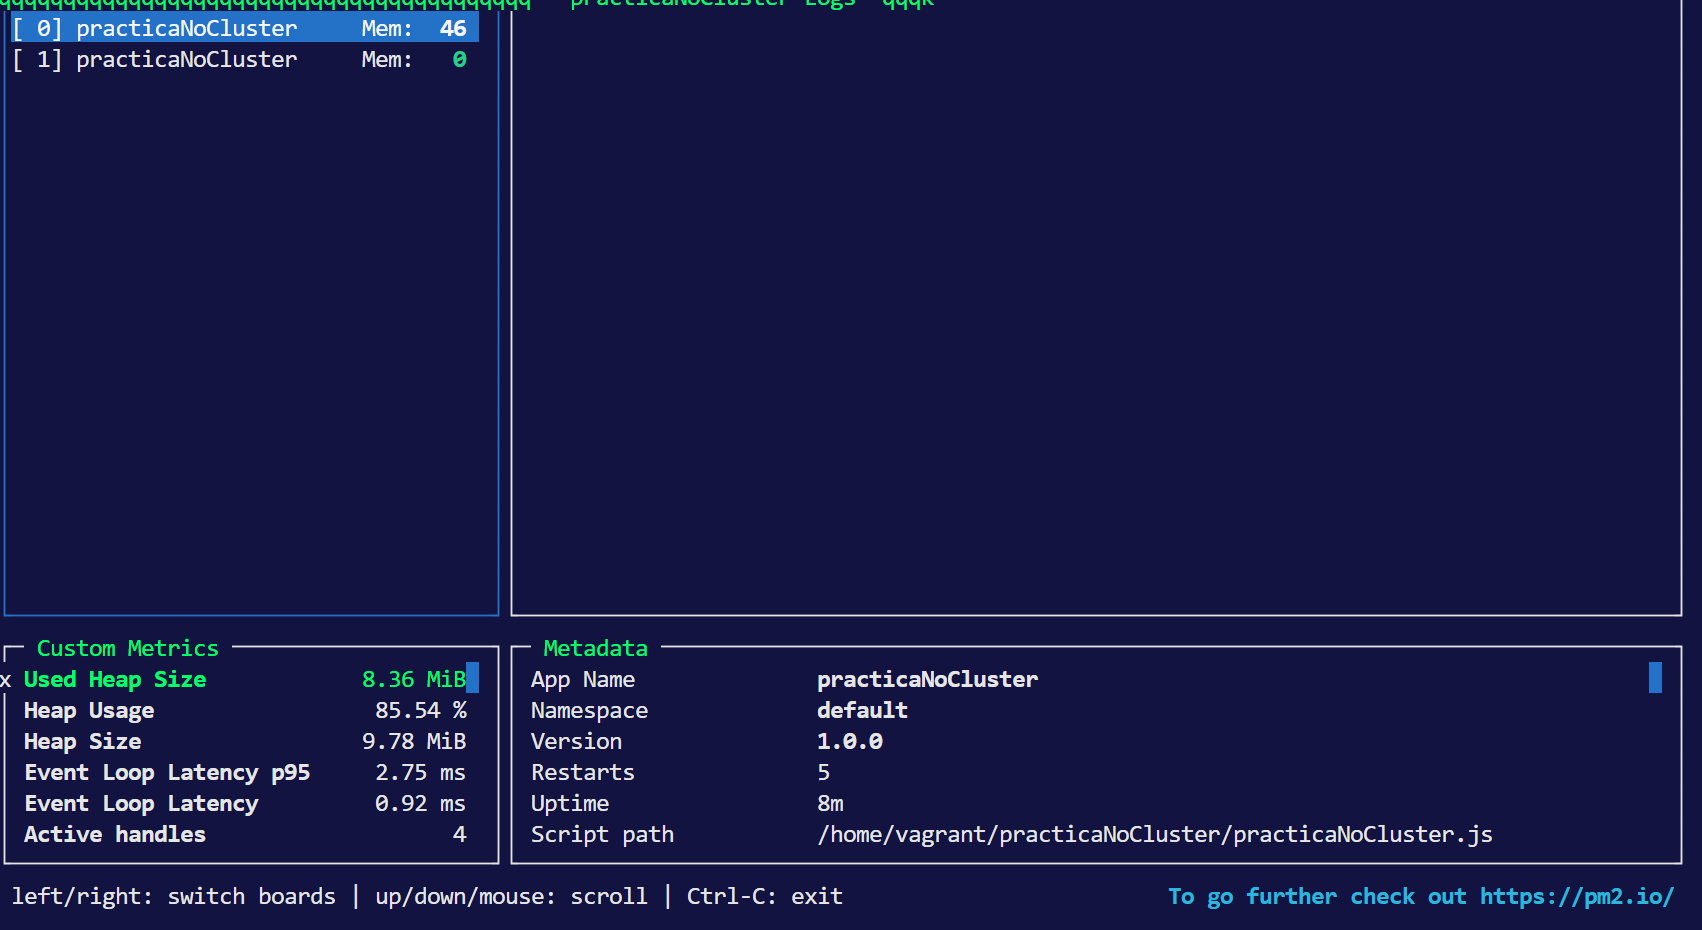 practicaNoCluster Logs qqqk
[ 0] practicaNoCluster Mem: 46
[ 1] practicaNoCluster Mem: 0
Custom Metrics
x Used Heap Size 8.36 MiB
Heap Usage 85.54 %
Heap Size 9.78 MiB
Event Loop Latency p95 2.75 ms
Event Loop Latency 0.92 ms
Active handles 4
Metadata
App Name practicaNoCluster
Namespace default
Version 1.0.0
Restarts 5
Uptime 8m
Script path /home/vagrant/practicaNoCluster/practicaNoCluster.js
left/right: switch boards | up/down/mouse: scroll | Ctrl-C: exit
To go further check out https://pm2.io/